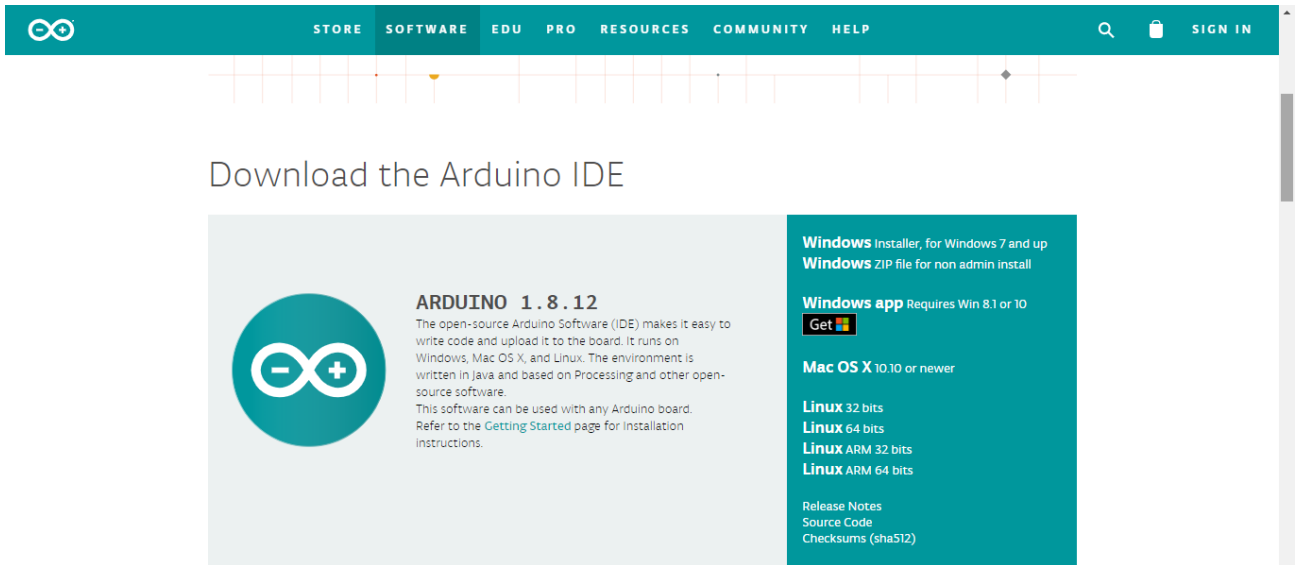 STORE SOFTWARE EDU PRO RESOURCES COMMUNITY HELP SIGN IN
Download the Arduino IDE
ARDUINO 1.8.12
The open-source Arduino Software (IDE) makes it easy to
write code and upload it to the board. It runs on
Windows, Mac OS X, and Linux. The environment is
written in Java and based on Processing and other open-
source software.
This software can be used with any Arduino board.
Refer to the Getting Started page for Installation
instructions.
Windows Installer, for Windows 7 and up
Windows ZIP file for non admin install
Windows app Requires Win 8.1 or 10
Get
Mac OS X 10.10 or newer
Linux 32 bits
Linux 64 bits
Linux ARM 32 bits
Linux ARM 64 bits
Release Notes
Source Code
Checksums (sha512)